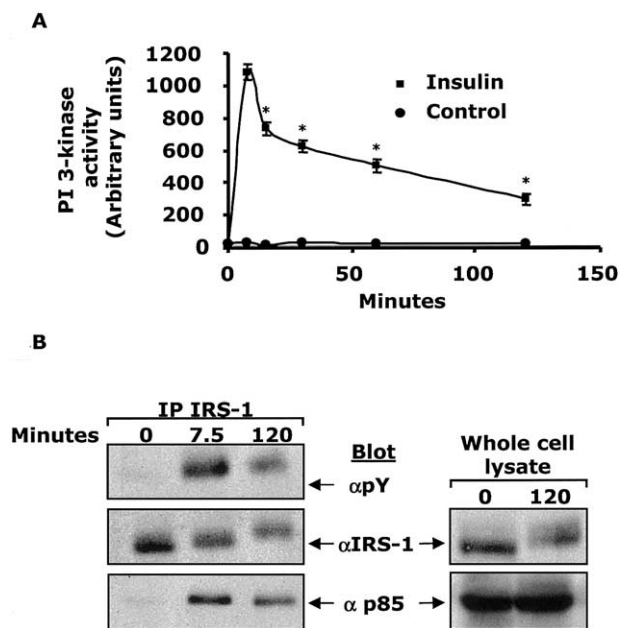 A
PI 3-kinase
activity
(Arbitrary units)
1200
1000
800
600
400
200
0
* * * *
Insulin
Control
0 50 100 150
Minutes
B
IP IRS-1
Minutes 0 7.5 120
Blot
αpY
αIRS-1
α p85
Whole cell
lysate
0 120